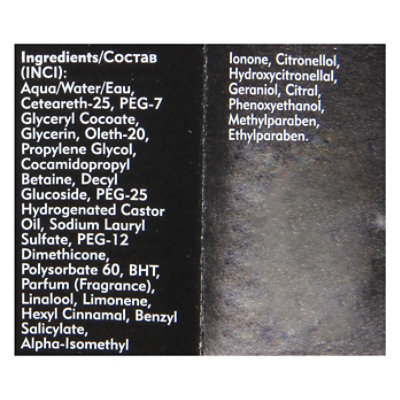 Ingredients/Состав
(INCI):
Aqua/Water/Eau,
Ceteareth-25, PEG-7
Glyceryl Cocoate,
Glycerin, Oleth-20,
Propylene Glycol,
Cocamidopropyl
Betaine, Decyl
Glucoside, PEG-25
Hydrogenated Castor
Oil, Sodium Lauryl
Sulfate, PEG-12
Dimethicone,
Polysorbate 60, BHT,
Parfum (Fragrance),
Linalool, Limonene,
Hexyl Cinnamal, Benzyl
Salicylate,
Alpha-Isomethyl
Ionone, Citronellol,
Hydroxycitronellal,
Geraniol, Citral,
Phenoxyethanol,
Methylparaben,
Ethylparaben.